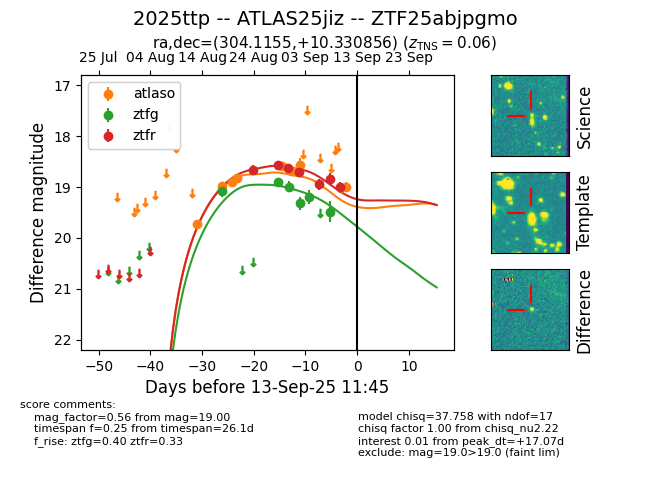 2025ttp -- ATLAS25jiz -- ZTF25abjpgmo
ra,dec=(304.1155,+10.330856) (zTNS = 0.06)
25 Jul 04 Aug 14 Aug 24 Aug 03 Sep 13 Sep 23 Sep
17
18
19
20
21
22
Difference magnitude
atlaso
ztfg
ztfr
−50 −40 −30 −20 −10 0 10
Days before 13-Sep-25 11:45
Science
Template
Difference
score comments:
mag_factor=0.56 from mag=19.00
timespan f=0.25 from timespan=26.1d
f_rise: ztfg=0.40 ztfr=0.33
model chisq=37.758 with ndof=17
chisq factor 1.00 from chisq_nu2.22
interest 0.01 from peak_dt=+17.07d
exclude: mag=19.0>19.0 (faint lim)